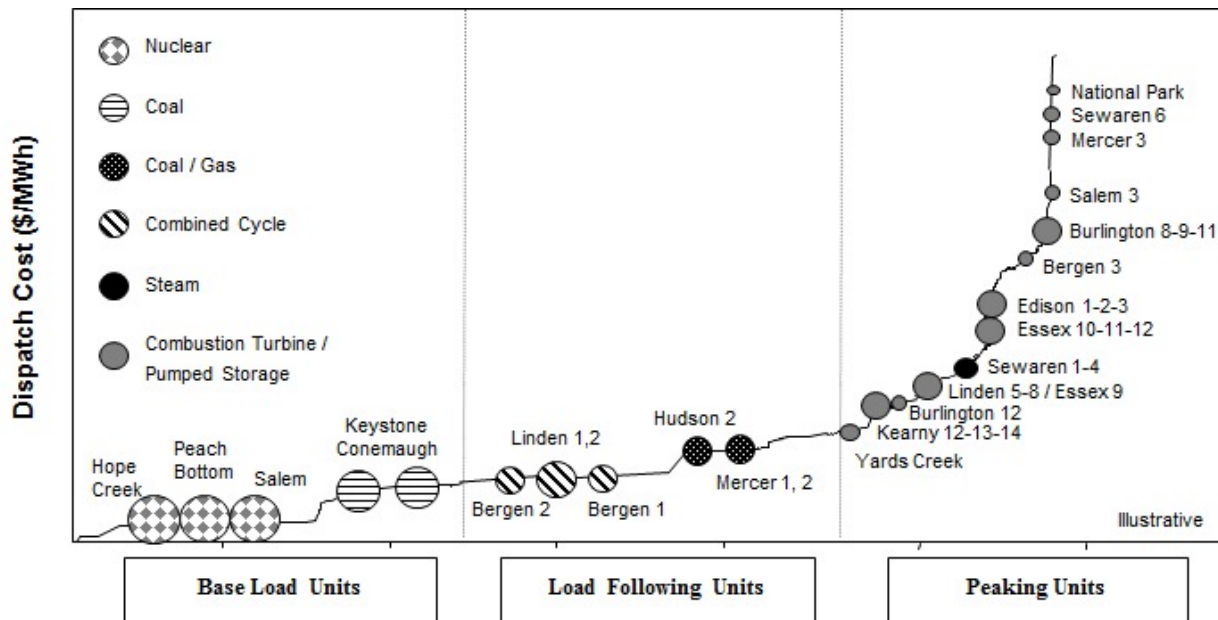 Dispatch Cost ($/MWh)
Nuclear
Coal
Coal / Gas
Combined Cycle
Steam
Combustion Turbine /
Pumped Storage
Hope
Creek
Peach
Bottom
Salem
Keystone
Conemaugh
Linden 1,2
Bergen 2
Bergen 1
Hudson 2
Mercer 1, 2
National Park
Sewaren 6
Mercer 3
Salem 3
Burlington 8-9-11
Bergen 3
Edison 1-2-3
Essex 10-11-12
Sewaren 1-4
Linden 5-8 / Essex 9
Burlington 12
Kearny 12-13-14
Yards Creek
Illustrative
Base Load Units
Load Following Units
Peaking Units